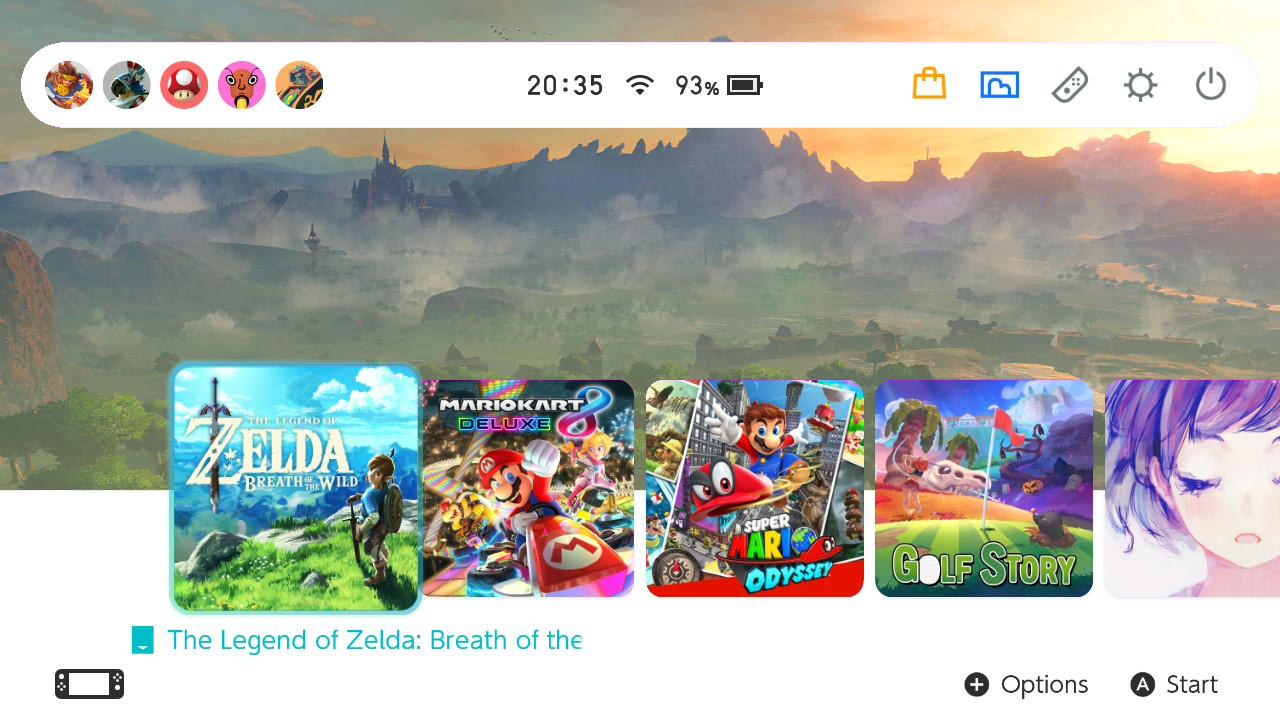 20:35 93%
THE LEGEND OF
ZELDA
BREATH OF THE WILD
MARIOKART 8
DELUXE
SUPER
MARIO
ODYSSEY
GOLF STORY
The Legend of Zelda: Breath of the
+ Options A Start